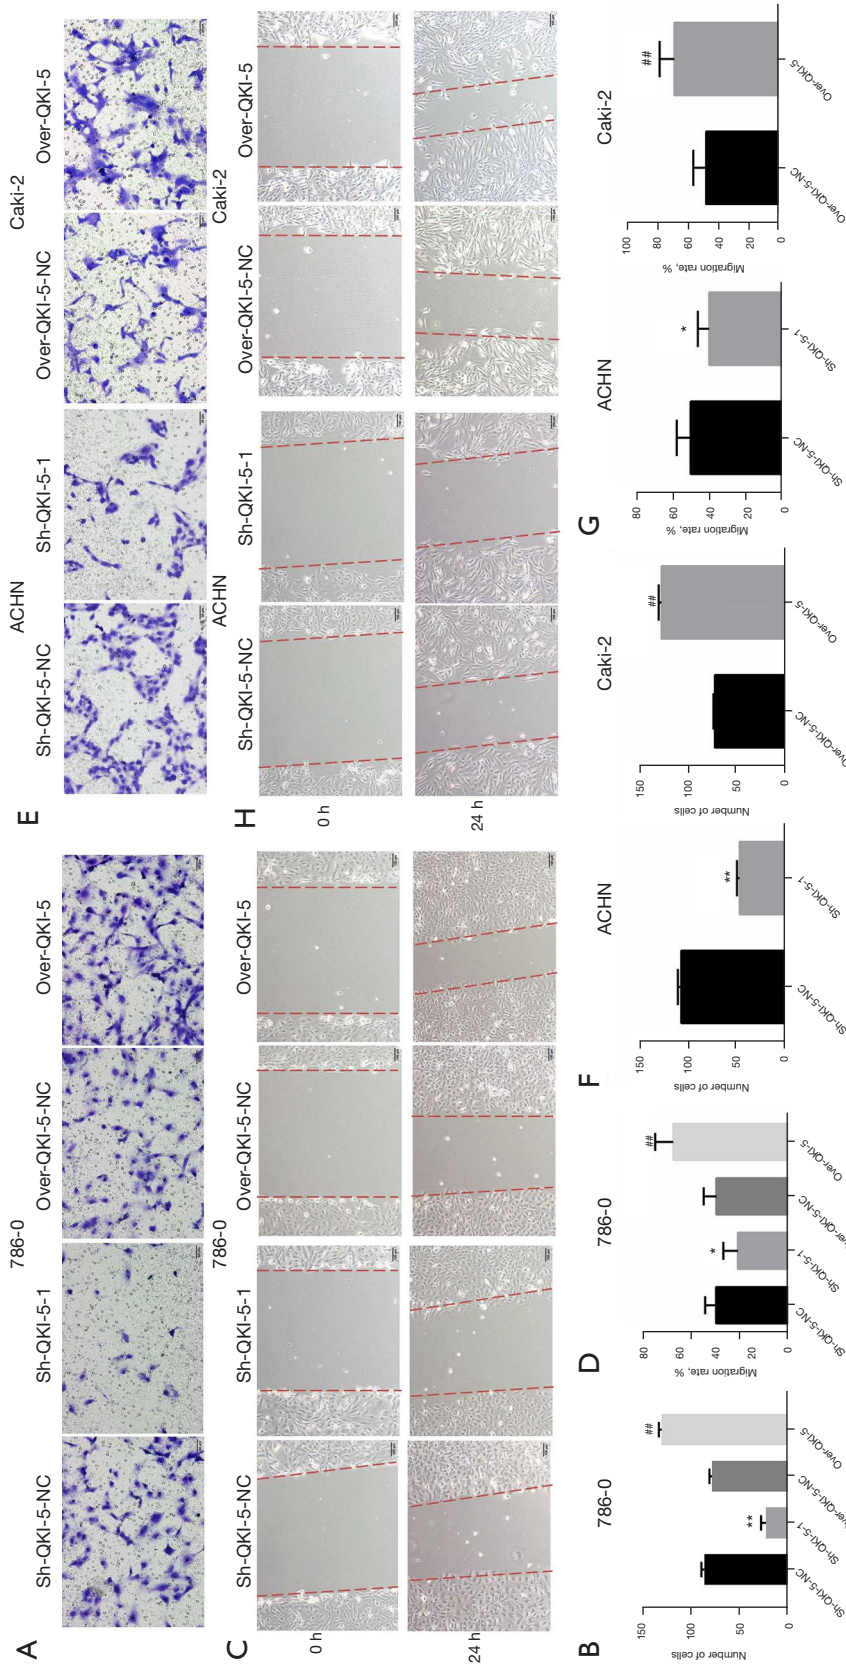 A
786-0
Sh-QKI-5-NC
Sh-QKI-5-1
Over-QKI-5-NC
Over-QKI-5
E
ACHN
Caki-2
Sh-QKI-5-NC
Sh-QKI-5-1
Over-QKI-5-NC
Over-QKI-5
C
786-0
Sh-QKI-5-NC
Sh-QKI-5-1
Over-QKI-5-NC
Over-QKI-5
0 h
24 h
H
ACHN
Caki-2
Sh-QKI-5-NC
Sh-QKI-5-1
Over-QKI-5-NC
Over-QKI-5
0 h
24 h
B
786-0
Number of cells
150
100
50
0
**
##
Sh-QKI-5-NC
Sh-QKI-5-1
Over-QKI-5-NC
Over-QKI-5
D
786-0
Migration rate, %
80
60
40
20
0
*
##
Sh-QKI-5-NC
Sh-QKI-5-1
Over-QKI-5-NC
Over-QKI-5
F
ACHN
Number of cells
150
100
50
0
**
Sh-QKI-5-NC
Sh-QKI-5-1
Caki-2
Number of cells
150
100
50
0
##
Over-QKI-5-NC
Over-QKI-5
G
ACHN
Migration rate, %
80
60
40
20
0
*
Sh-QKI-5-NC
Sh-QKI-5-1
Caki-2
Migration rate, %
100
80
60
40
20
0
##
Over-QKI-5-NC
Over-QKI-5